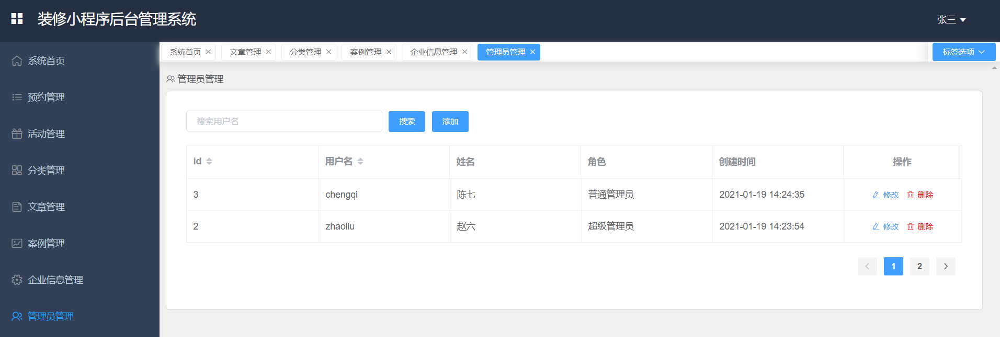 装修小程序后台管理系统
张三
系统首页
预约管理
活动管理
分类管理
文章管理
案例管理
企业信息管理
管理员管理
系统首页 文章管理 分类管理 案例管理 企业信息管理 管理员管理 标签选项
管理员管理
搜索用户名 搜索 添加
id 用户名 姓名 角色 创建时间 操作
3 chengqi 陈七 普通管理员 2021-01-19 14:24:35 修改 删除
2 zhaoliu 赵六 超级管理员 2021-01-19 14:23:54 修改 删除
1 2